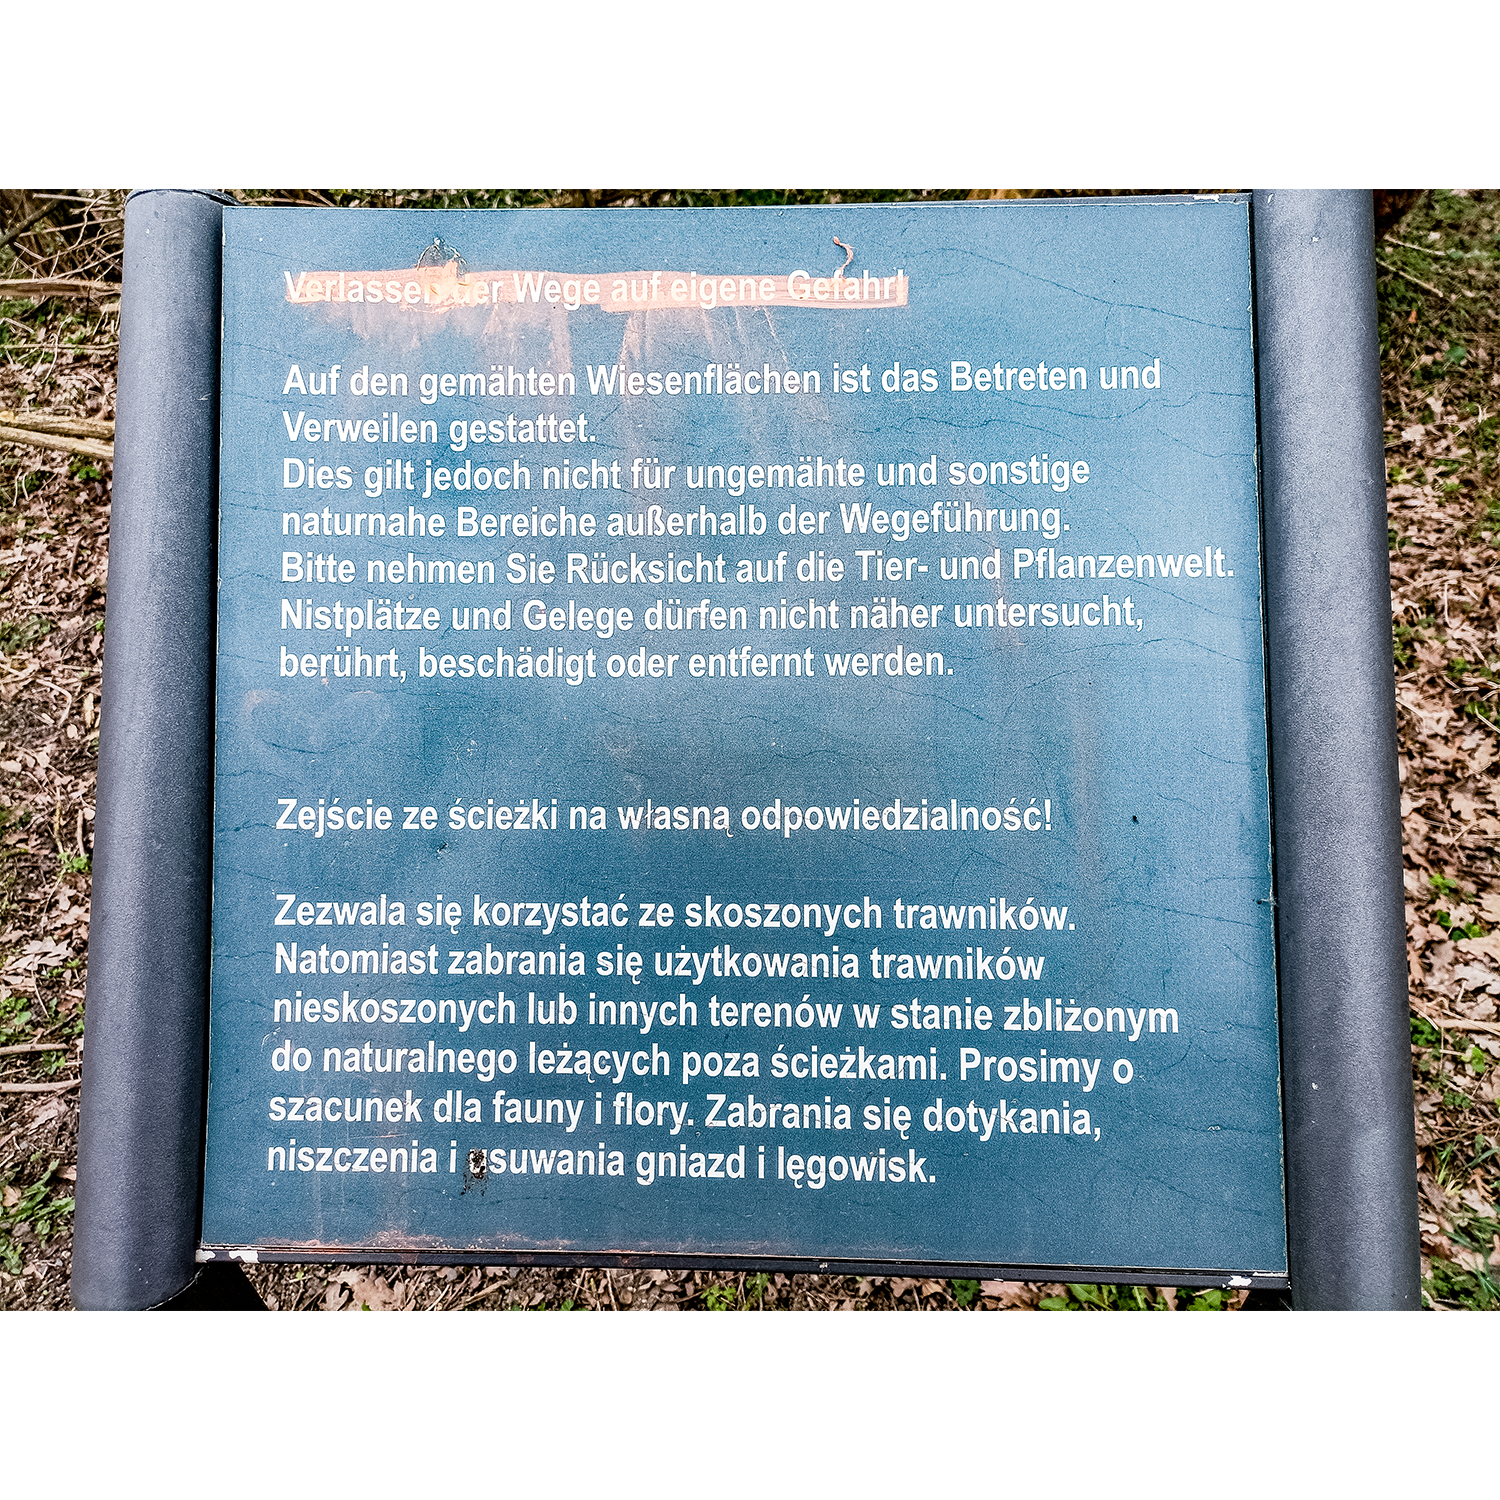 Verlassen der Wege auf eigene Gefahr!
Auf den gemähten Wiesenflächen ist das Betreten und
Verweilen gestattet.
Dies gilt jedoch nicht für ungemähte und sonstige
naturnahe Bereiche außerhalb der Wegeführung.
Bitte nehmen Sie Rücksicht auf die Tier- und Pflanzenwelt.
Nistplätze und Gelege dürfen nicht näher untersucht,
berührt, beschädigt oder entfernt werden.
Zejście ze ścieżki na własną odpowiedzialność!
Zezwala się korzystać ze skoszonych trawników.
Natomiast zabrania się użytkowania trawników
nieskoszonych lub innych terenów w stanie zbliżonym
do naturalnego leżących poza ścieżkami. Prosimy o
szacunek dla fauny i flory. Zabrania się dotykania,
niszczenia i usuwania gniazd i lęgowisk.